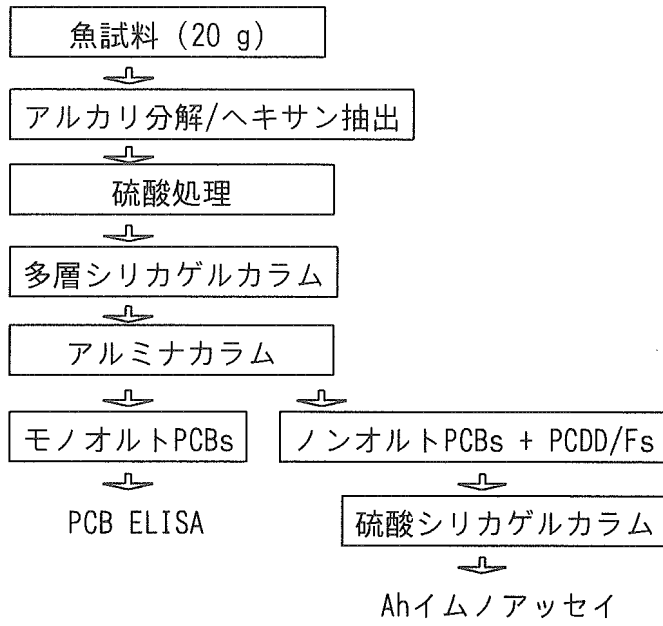 魚試料 (20 g)
アルカリ分解/ヘキサン抽出
硫酸処理
多層シリカゲルカラム
アルミナカラム
モノオルトPCBs
ノンオルトPCBs + PCDD/Fs
PCB ELISA
硫酸シリカゲルカラム
Ahイムノアッセイ